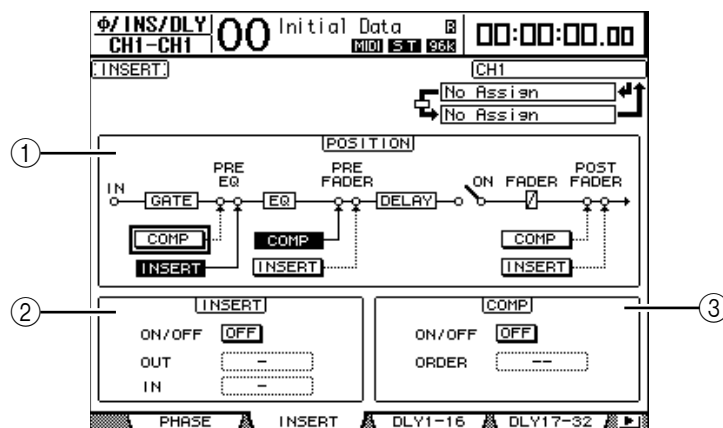 φ/ INS/DLY 00 Initial Data R 00:00:00.00
CH1-CH1 MIDI ST 96k
INSERT CH1
No Assign
No Assign
① POSITION
PRE EQ PRE FADER POST FADER
IN GATE EQ DELAY ON FADER
COMP COMP COMP
INSERT INSERT INSERT
② INSERT COMP ③
ON/OFF OFF ON/OFF OFF
OUT - ORDER --
IN -
PHASE INSERT DLY1-16 DLY17-32